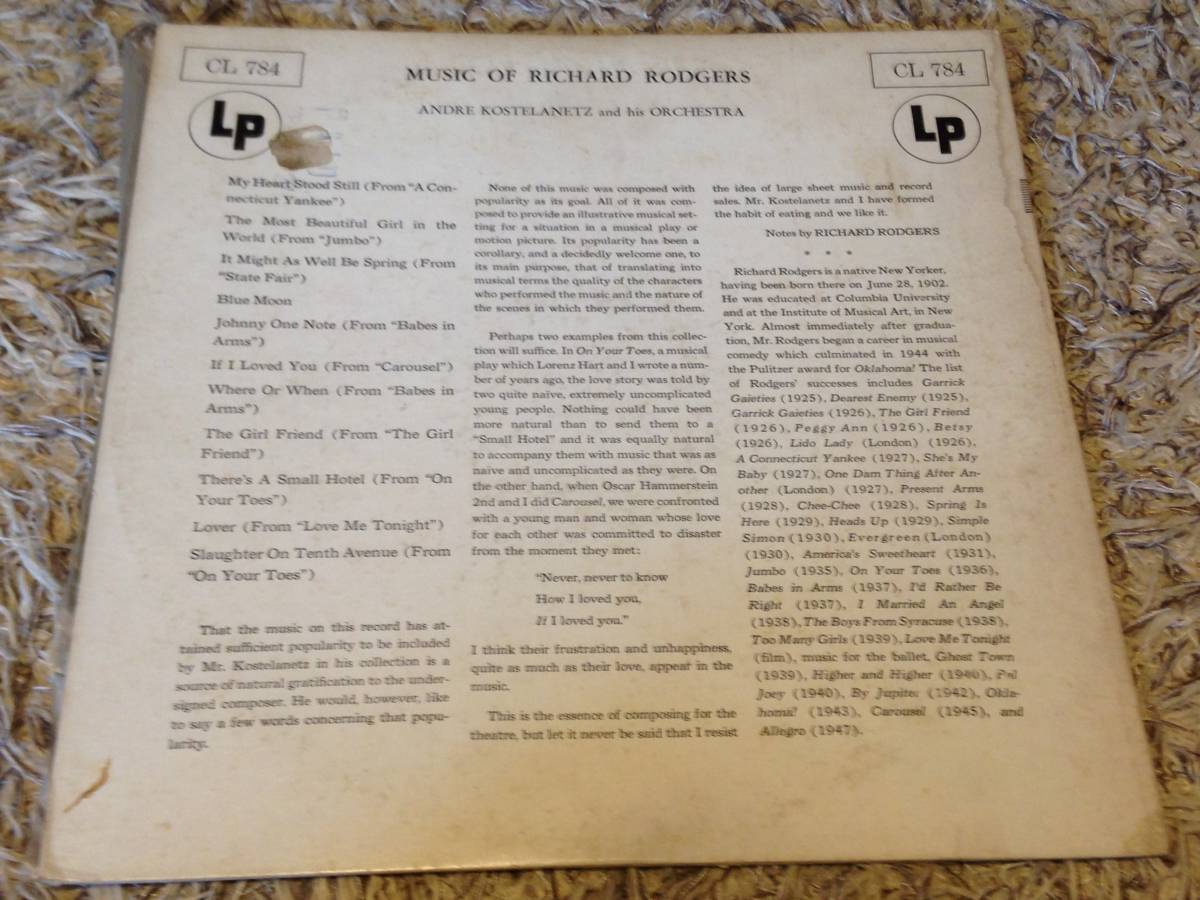 CL 784
MUSIC OF RICHARD RODGERS
CL 784
ANDRE KOSTELANETZ and his ORCHESTRA
Lp
Lp
My Heart Stood Still (From "A Con-
necticut Yankee")
The Most Beautiful Girl in the
World (From "Jumbo")
It Might As Well Be Spring (From
"State Fair")
Blue Moon
Johnny One Note (From "Babes in
Arms")
If I Loved You (From "Carousel")
Where Or When (From "Babes in
Arms")
The Girl Friend (From "The Girl
Friend")
There's A Small Hotel (From "On
Your Toes")
Lover (From "Love Me Tonight")
Slaughter On Tenth Avenue (From
"On Your Toes")
That the music on this record has at-
tained sufficient popularity to be included
by Mr. Kostelanetz in his collection is a
source of natural gratification to the under-
signed composer. He would, however, like
to say a few words concerning that popu-
larity.
None of this music was composed with
popularity as its goal. All of it was com-
posed to provide an illustrative musical set-
ting for a situation in a musical play or
motion picture. Its popularity has been a
corollary, and a decidedly welcome one, to
its main purpose, that of translating into
musical terms the quality of the characters
who performed the music and the nature of
the scenes in which they performed them.
Perhaps two examples from this collec-
tion will suffice. In On Your Toes, a musical
play which Lorenz Hart and I wrote a num-
ber of years ago, the love story was told by
two quite naïve, extremely uncomplicated
young people. Nothing could have been
more natural than to send them to a
"Small Hotel" and it was equally natural
to accompany them with music that was as
naïve and uncomplicated as they were. On
the other hand, when Oscar Hammerstein
2nd and I did Carousel, we were confronted
with a young man and woman whose love
for each other was committed to disaster
from the moment they met:
"Never, never to know
How I loved you,
If I loved you."
I think their frustration and unhappiness,
quite as much as their love, appear in the
music.
This is the essence of composing for the
theatre, but let it never be said that I resist
the idea of large sheet music and record
sales. Mr. Kostelanetz and I have formed
the habit of eating and we like it.
Notes by RICHARD RODGERS
* * *
Richard Rodgers is a native New Yorker,
having been born there on June 28, 1902.
He was educated at Columbia University
and at the Institute of Musical Art, in New
York. Almost immediately after gradua-
tion, Mr. Rodgers began a career in musical
comedy which culminated in 1944 with
the Pulitzer award for Oklahoma! The list
of Rodgers' successes includes Garrick
Gaieties (1925), Dearest Enemy (1925),
Garrick Gaieties (1926), The Girl Friend
(1926), Peggy Ann (1926), Betsy
(1926), Lido Lady (London) (1926),
A Connecticut Yankee (1927), She's My
Baby (1927), One Dam Thing After An-
other (London) (1927), Present Arms
(1928), Chee-Chee (1928), Spring Is
Here (1929), Heads Up (1929), Simple
Simon (1930), Evergreen (London)
(1930), America's Sweetheart (1931),
Jumbo (1935), On Your Toes (1936),
Babes in Arms (1937), I'd Rather Be
Right (1937), I Married An Angel
(1938), The Boys From Syracuse (1938),
Too Many Girls (1939), Love Me Tonight
(film), music for the ballet, Ghost Town
(1939), Higher and Higher (1940), Pal
Joey (1940), By Jupiter (1942), Okla-
homa! (1943), Carousel (1945), and
Allegro (1947).